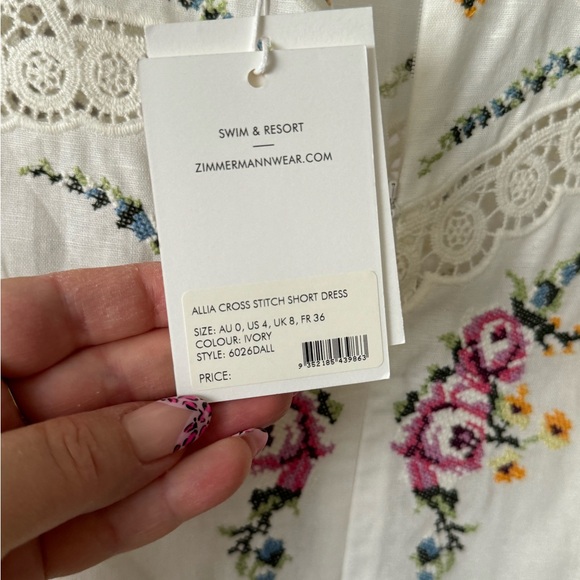 SWIM & RESORT
ZIMMERMANNWEAR.COM
ALLIA CROSS STITCH SHORT DRESS
SIZE: AU 0, US 4, UK 8, FR 36
COLOUR: IVORY
STYLE: 6026DALL
PRICE:
9 352185 439863